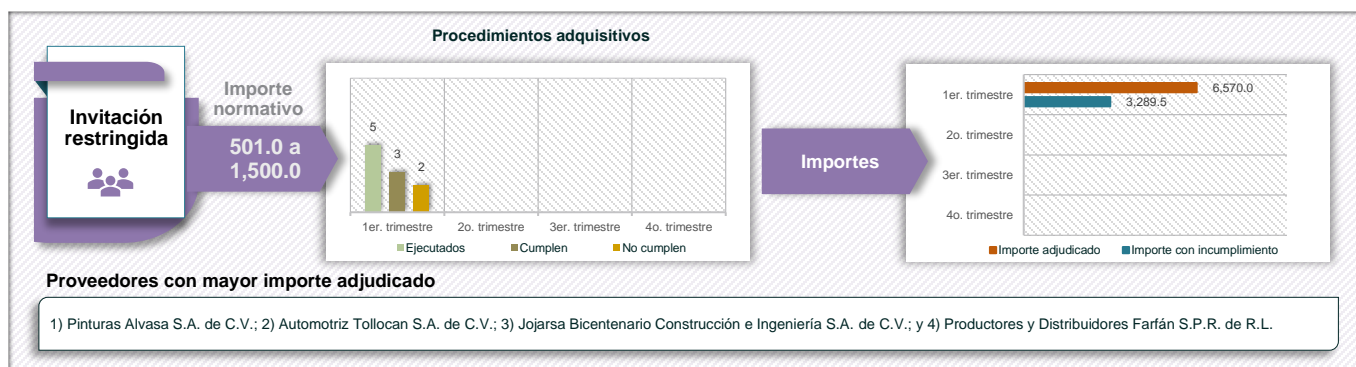 Procedimientos adquisitivos
Invitación
restringida
Importe
normativo
501.0 a
1,500.0
5
3
2
1er. trimestre
2o. trimestre
3er. trimestre
4o. trimestre
Ejecutados
Cumplen
No cumplen
Importes
1er. trimestre
6,570.0
3,289.5
2o. trimestre
3er. trimestre
4o. trimestre
Importe adjudicado
Importe con incumplimiento
Proveedores con mayor importe adjudicado
1) Pinturas Alvasa S.A. de C.V.; 2) Automotriz Tollocan S.A. de C.V.; 3) Jojarsa Bicentenario Construcción e Ingeniería S.A. de C.V.; y 4) Productores y Distribuidores Farfán S.P.R. de R.L.